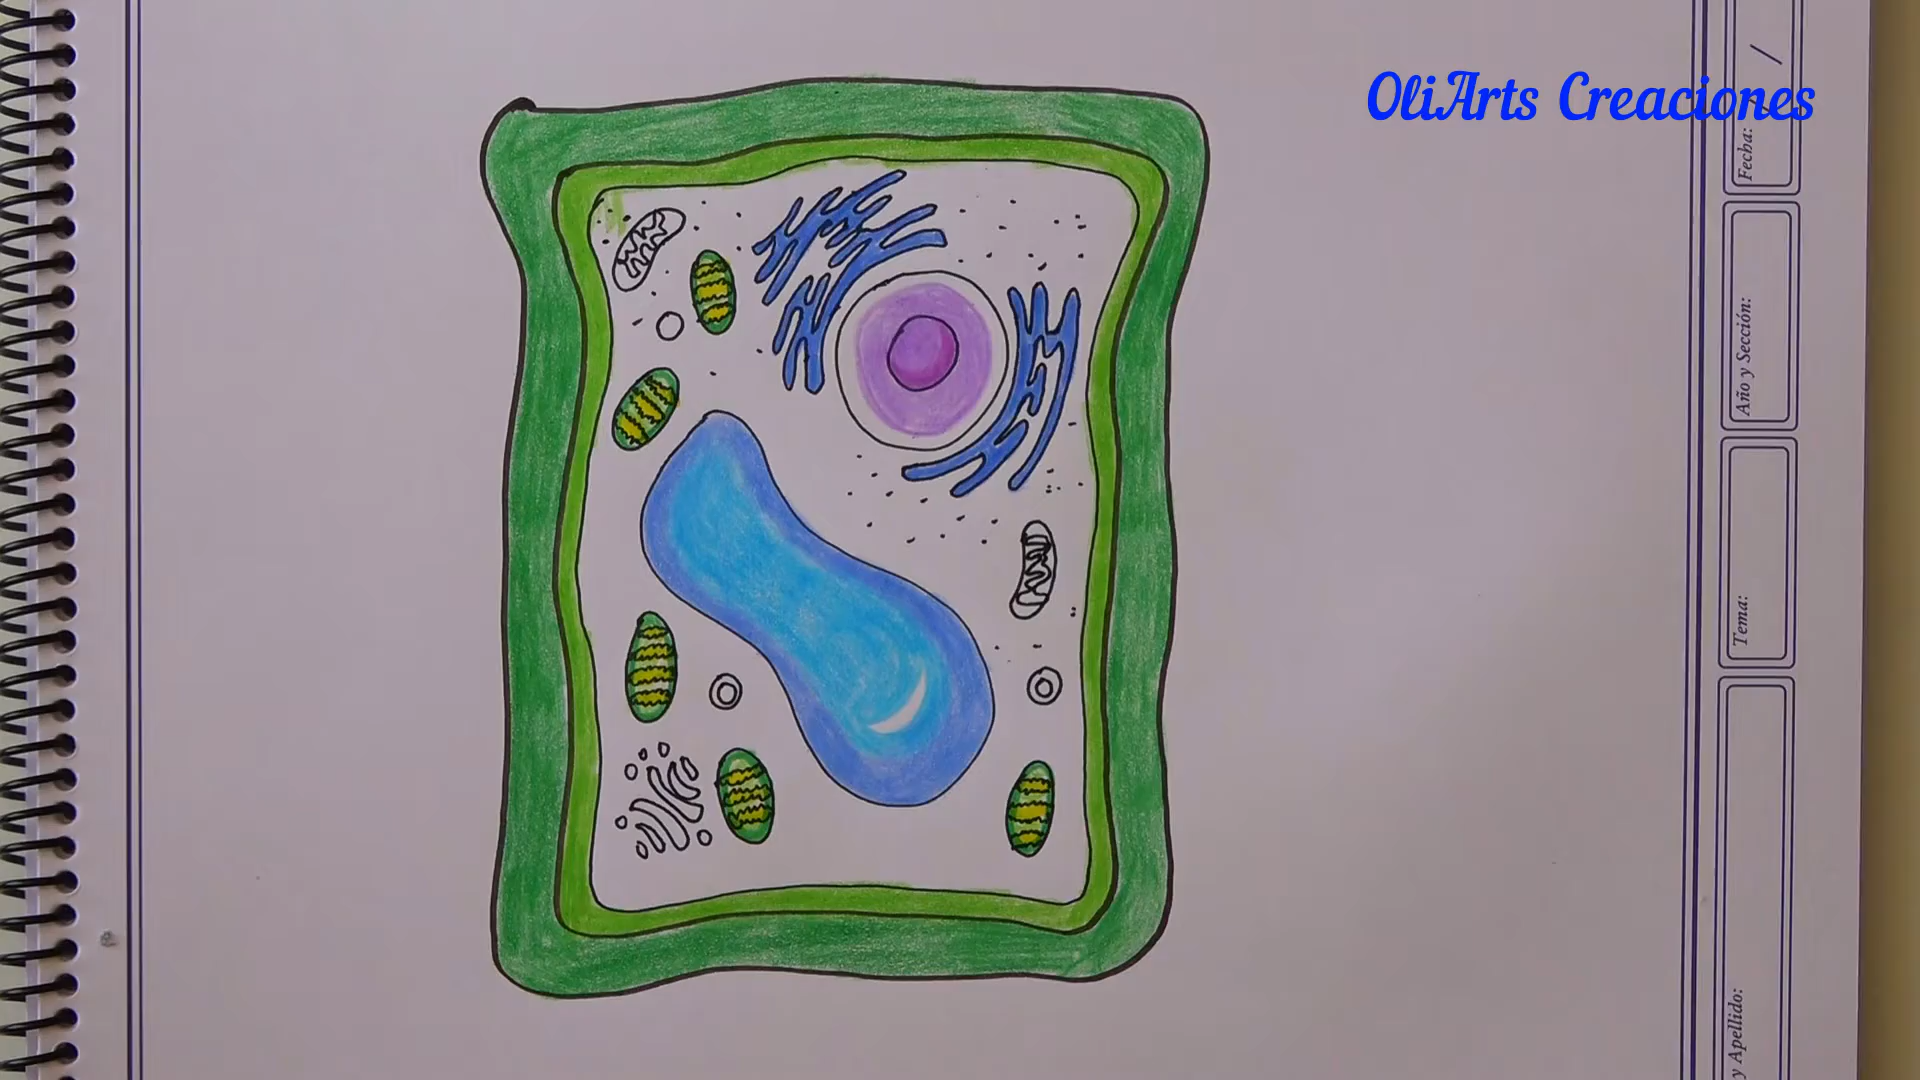 OliArts Creaciones
Fecha: / /
Año y Sección:
Tema:
y Apellido: